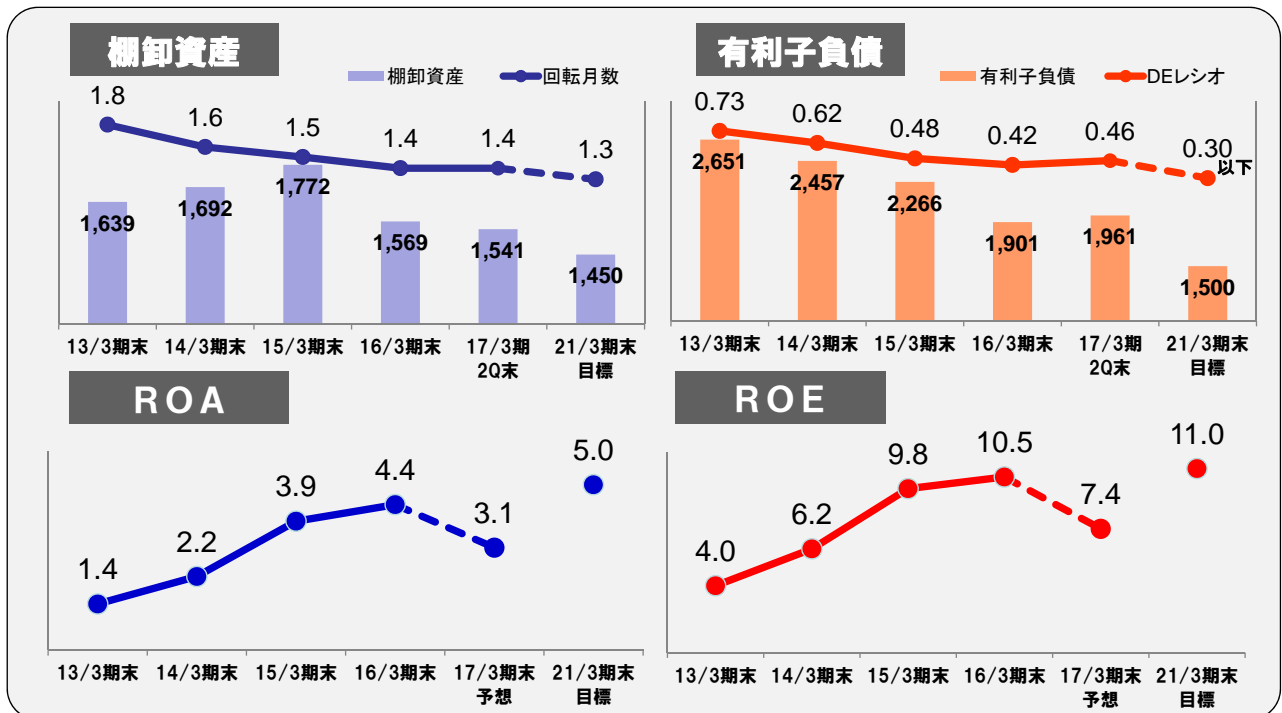 棚卸資産
棚卸資産 回転月数
1.8 1.6 1.5 1.4 1.4 1.3
1,639 1,692 1,772 1,569 1,541 1,450
13/3期末 14/3期末 15/3期末 16/3期末 17/3期 21/3期末
2Q末 目標
有利子負債
有利子負債 DEレシオ
0.73 0.62 0.48 0.42 0.46 0.30
以下
2,651 2,457 2,266 1,901 1,961 1,500
13/3期末 14/3期末 15/3期末 16/3期末 17/3期 21/3期末
2Q末 目標
ROA
1.4 2.2 3.9 4.4 3.1 5.0
13/3期末 14/3期末 15/3期末 16/3期末 17/3期末 21/3期末
予想 目標
ROE
4.0 6.2 9.8 10.5 7.4 11.0
13/3期末 14/3期末 15/3期末 16/3期末 17/3期末 21/3期末
予想 目標